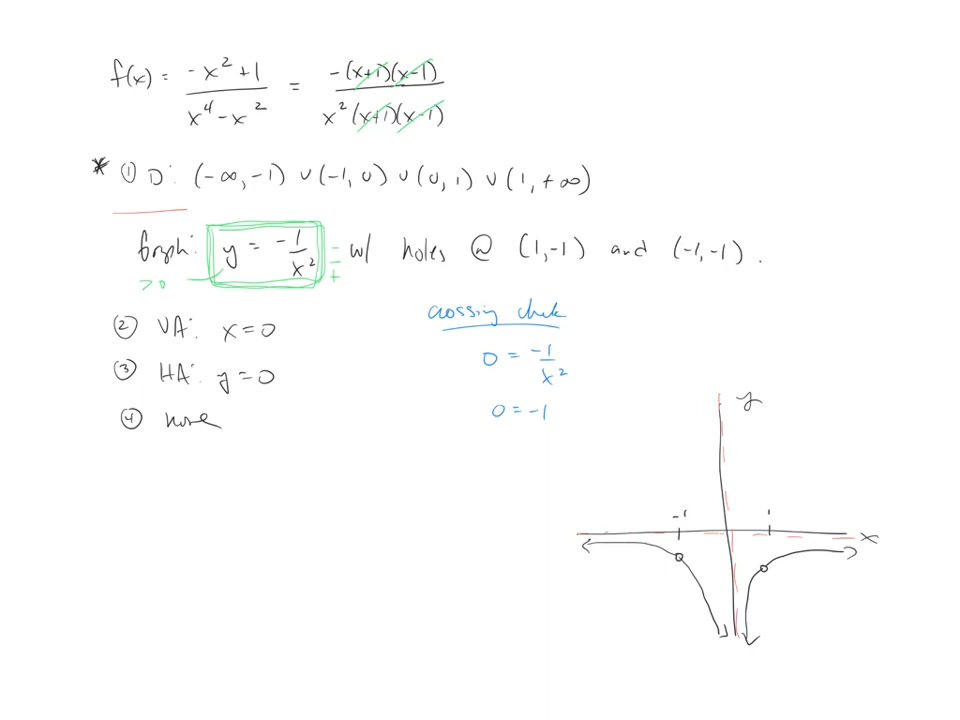 f(x) = -x²+1 / x⁴-x² = -(x+1)(x-1) / x²(x+1)(x-1)
* ① D: (-∞, -1) ∪ (-1, 0) ∪ (0, 1) ∪ (1, +∞)
Graph: y = -1/x² w/ holes @ (1,-1) and (-1,-1).
>0 = +
② VA: x=0
crossing check
③ HA: y=0
0 = -1/x²
④ none
0 = -1
y
-1 1
x